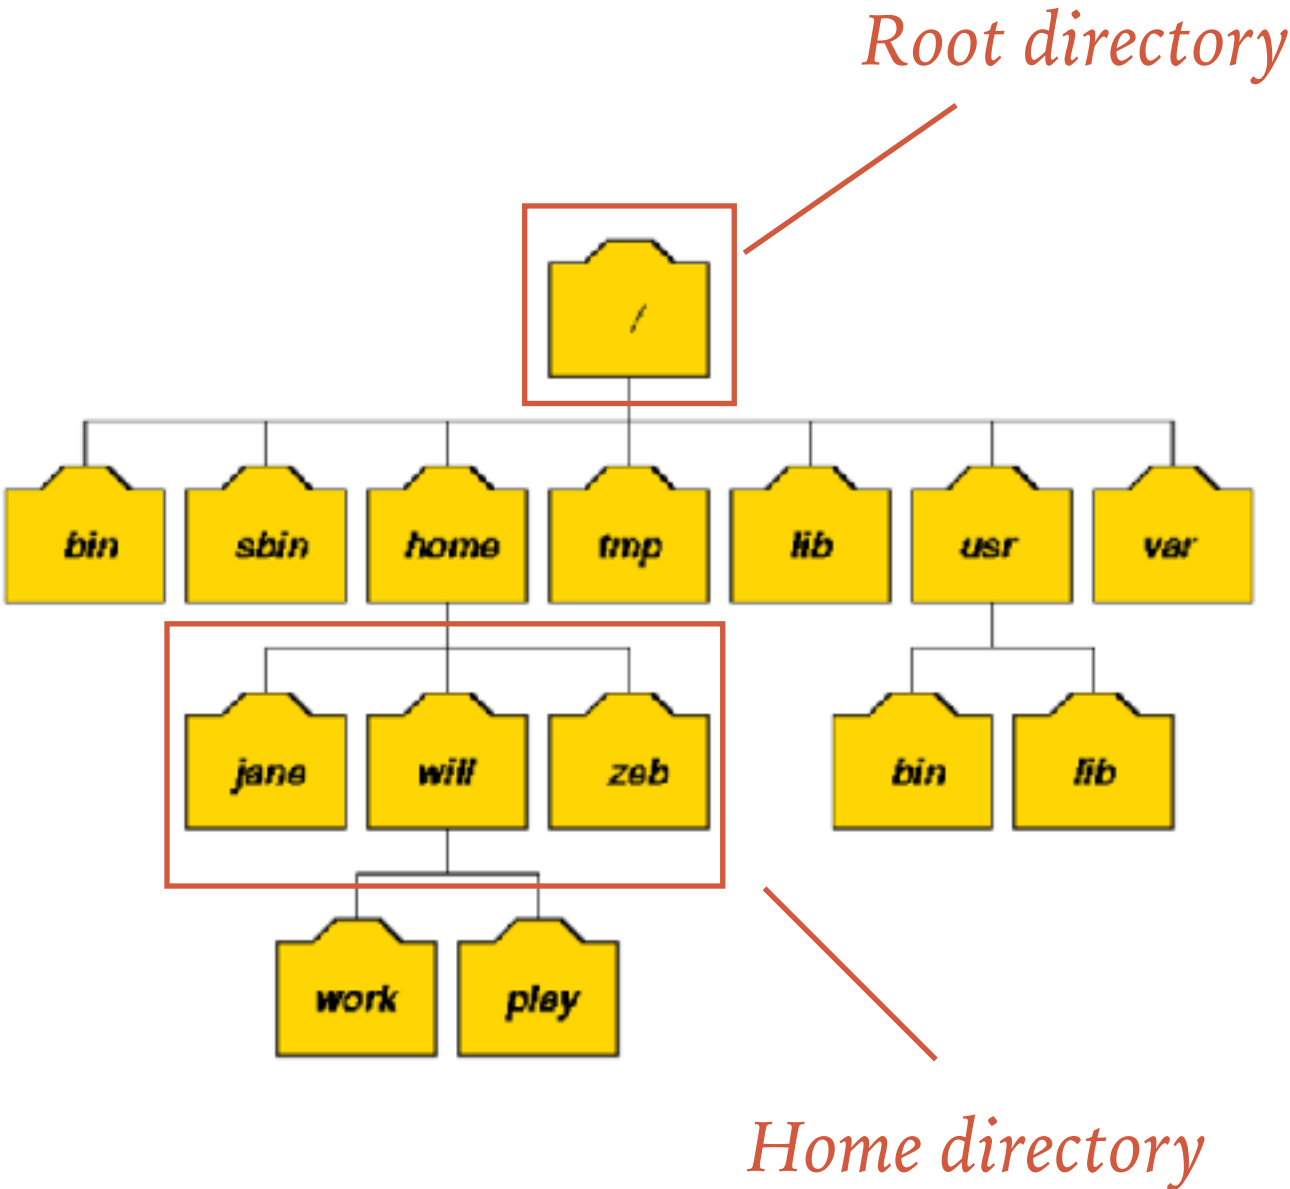 Root directory
/
bin sbin home tmp lib usr var
jane will zeb bin lib
work play
Home directory